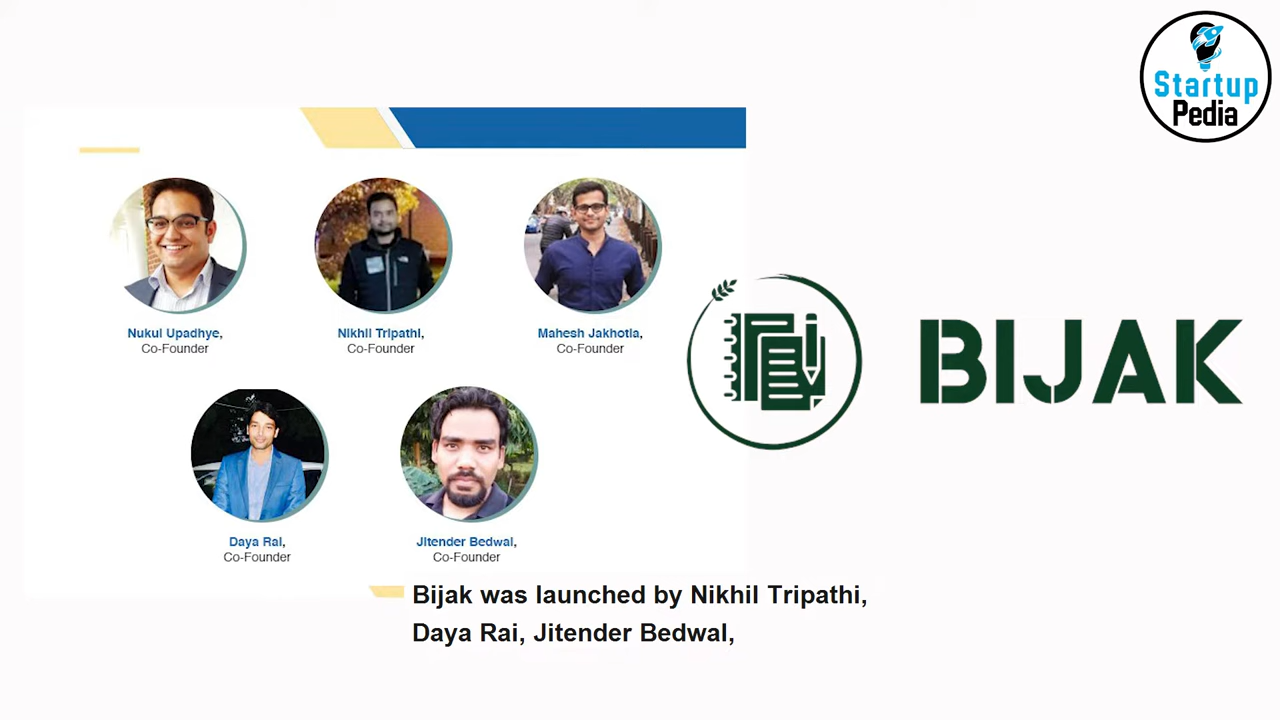 Startup
Pedia
Nukul Upadhye,
Co-Founder
Nikhil Tripathi,
Co-Founder
Mahesh Jakhotia,
Co-Founder
BIJAK
Daya Rai,
Co-Founder
Jitender Bedwal,
Co-Founder
Bijak was launched by Nikhil Tripathi,
Daya Rai, Jitender Bedwal,